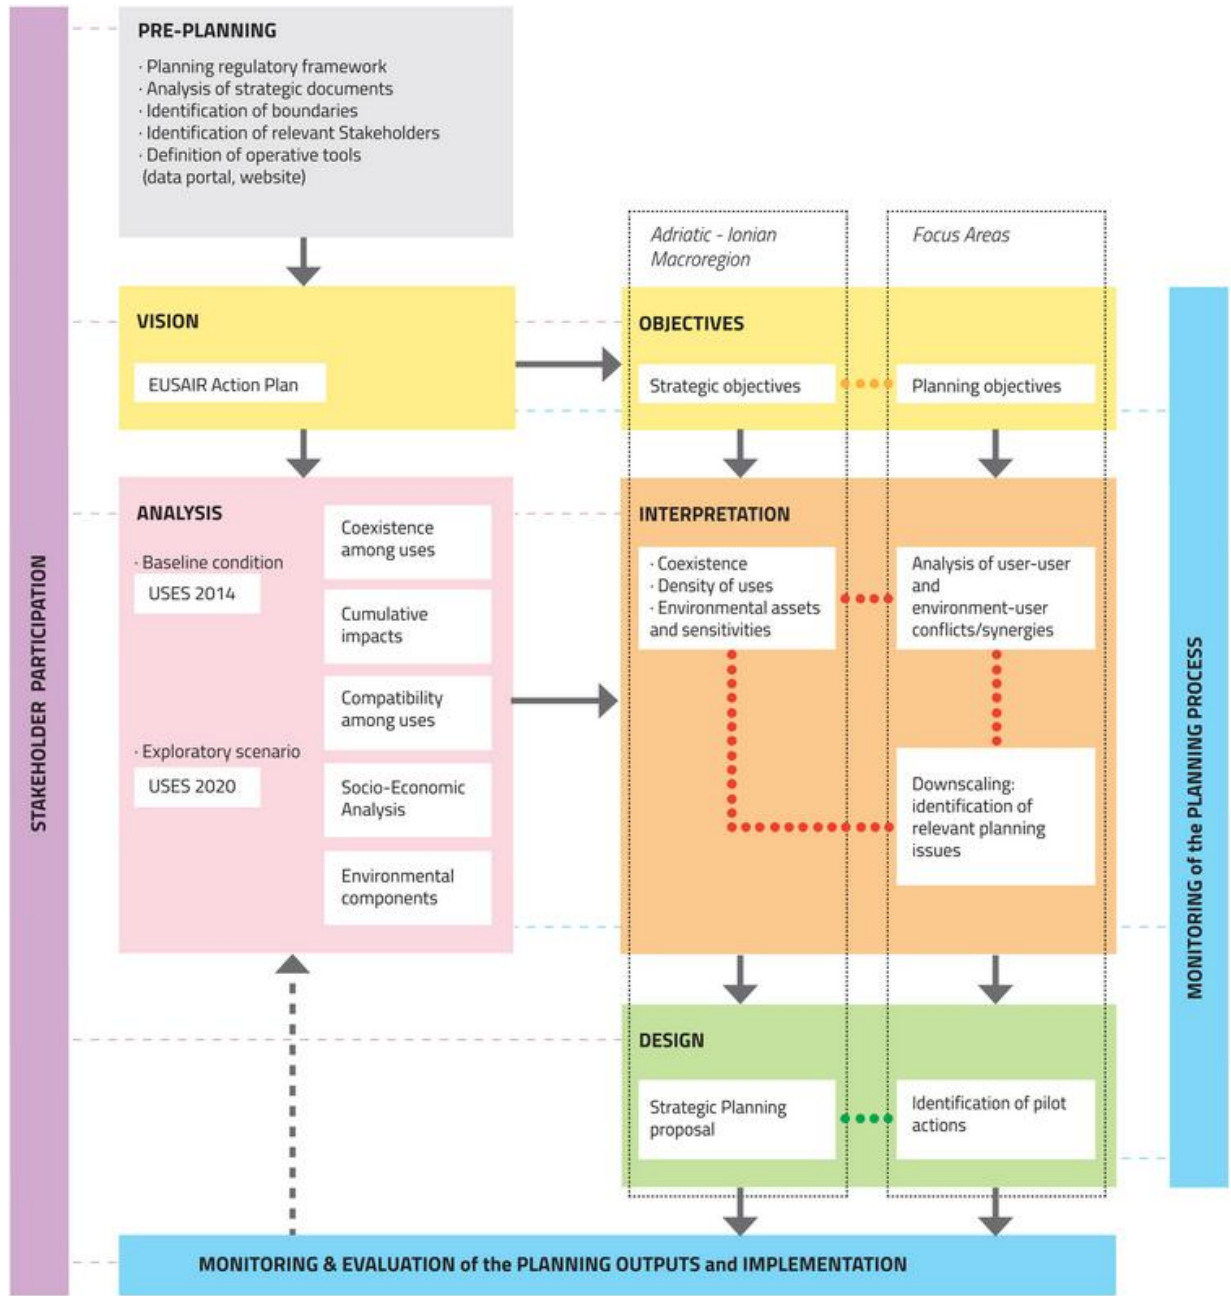 PRE-PLANNING
· Planning regulatory framework
· Analysis of strategic documents
· Identification of boundaries
· Identification of relevant Stakeholders
· Definition of operative tools
(data portal, website)
Adriatic - Ionian
Macroregion
Focus Areas
VISION
EUSAIR Action Plan
OBJECTIVES
Strategic objectives
Planning objectives
ANALYSIS
· Baseline condition
USES 2014
· Exploratory scenario
USES 2020
Coexistence
among uses
Cumulative
impacts
Compatibility
among uses
Socio-Economic
Analysis
Environmental
components
INTERPRETATION
· Coexistence
· Density of uses
· Environmental assets
and sensitivities
Analysis of user-user
and
environment-user
conflicts/synergies
Downscaling:
identification of
relevant planning
issues
DESIGN
Strategic Planning
proposal
Identification of pilot
actions
MONITORING & EVALUATION of the PLANNING OUTPUTS and IMPLEMENTATION
STAKEHOLDER PARTICIPATION
MONITORING of the PLANNING PROCESS